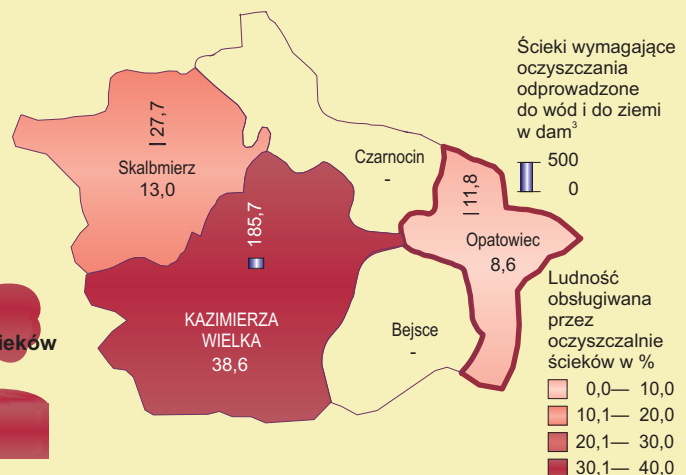 Ścieki wymagające
oczyszczania
odprowadzone
do wód i do ziemi
w dam³
500
0
27,7
Skalbmierz
13,0
Czarnocin
-
11,8
Opatowiec
8,6
185,7
KAZIMIERZA
WIELKA
38,6
Bejsce
-
ieków
Ludność
obsługiwana
przez
oczyszczalnie
ścieków w %
0,0— 10,0
10,1— 20,0
20,1— 30,0
30,1— 40,0